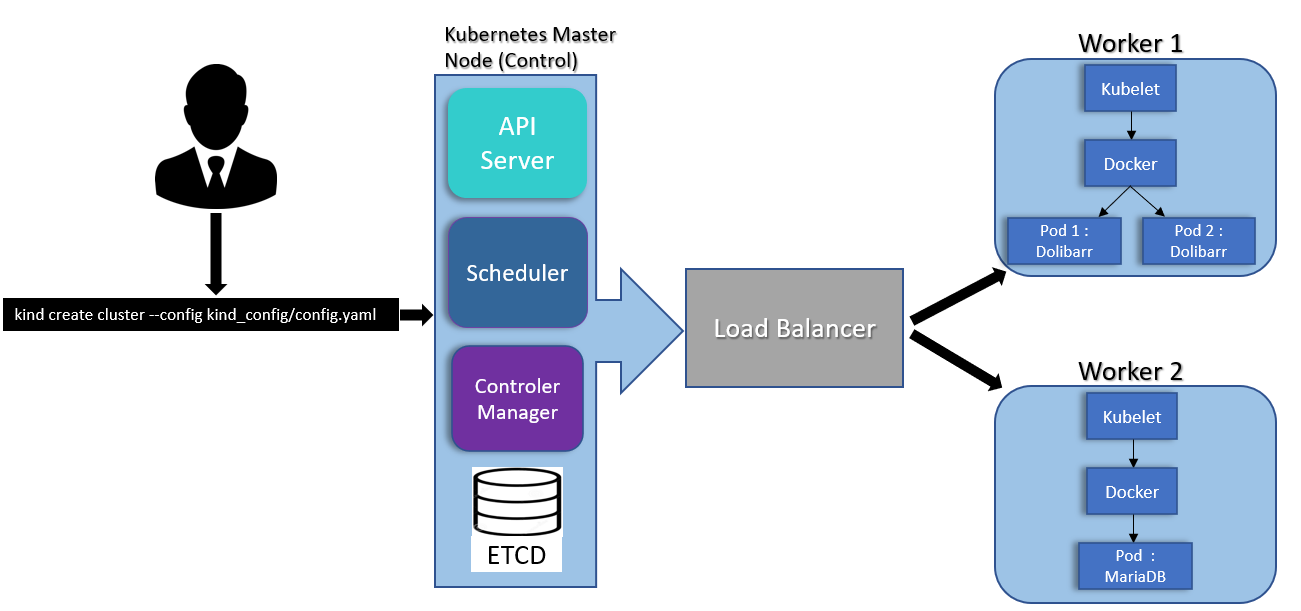 kind create cluster --config kind_config/config.yaml
Kubernetes Master
Node (Control)
API
Server
Scheduler
Controler
Manager
ETCD
Load Balancer
Worker 1
Kubelet
Docker
Pod 1 :
Dolibarr
Pod 2 :
Dolibarr
Worker 2
Kubelet
Docker
Pod :
MariaDB